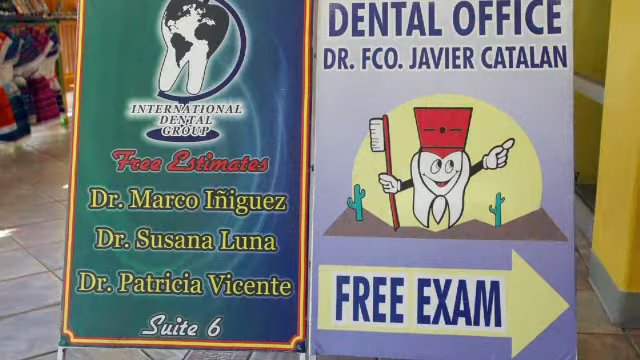 INTERNATIONAL
DENTAL
GROUP
Free Estimates
Dr. Marco Iñiguez
Dr. Susana Luna
Dr. Patricia Vicente
Suite 6
DENTAL OFFICE
DR. FCO. JAVIER CATALAN
FREE EXAM